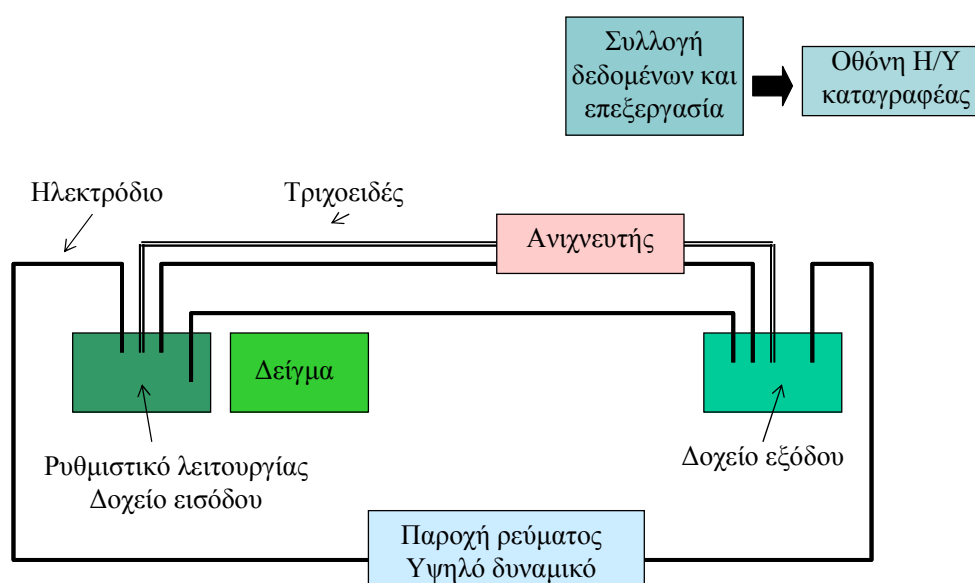 Συλλογή
δεδομένων και
επεξεργασία
Οθόνη Η/Υ
καταγραφέας
Ηλεκτρόδιο
Τριχοειδές
Ανιχνευτής
Δείγμα
Ρυθμιστικό λειτουργίας
Δοχείο εισόδου
Δοχείο εξόδου
Παροχή ρεύματος
Υψηλό δυναμικό